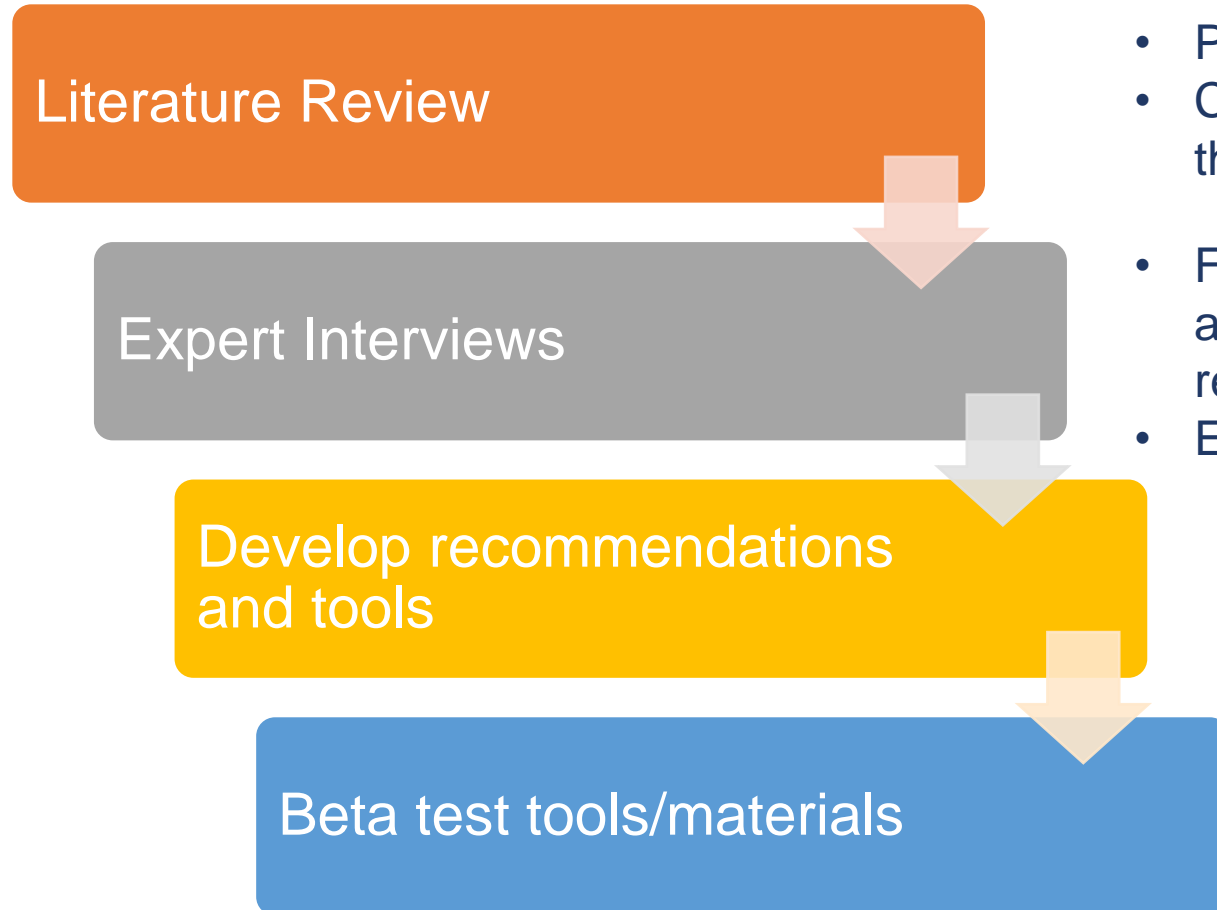 Literature Review
Expert Interviews
Develop recommendations
and tools
Beta test tools/materials